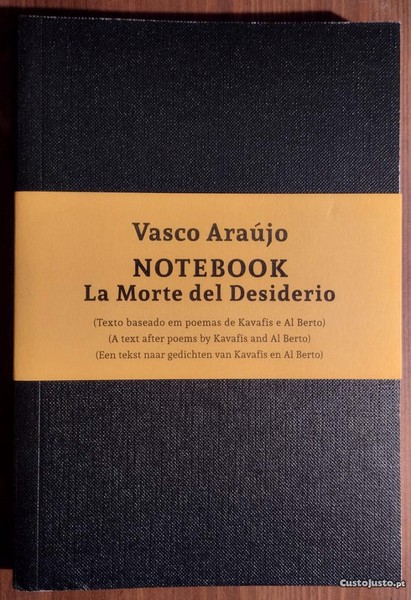 Vasco Araújo
NOTEBOOK
La Morte del Desiderio
(Texto baseado em poemas de Kavafis e Al Berto)
(A text after poems by Kavafis and Al Berto)
(Een tekst naar gedichten van Kavafis en Al Berto)
CustoJusto.pt